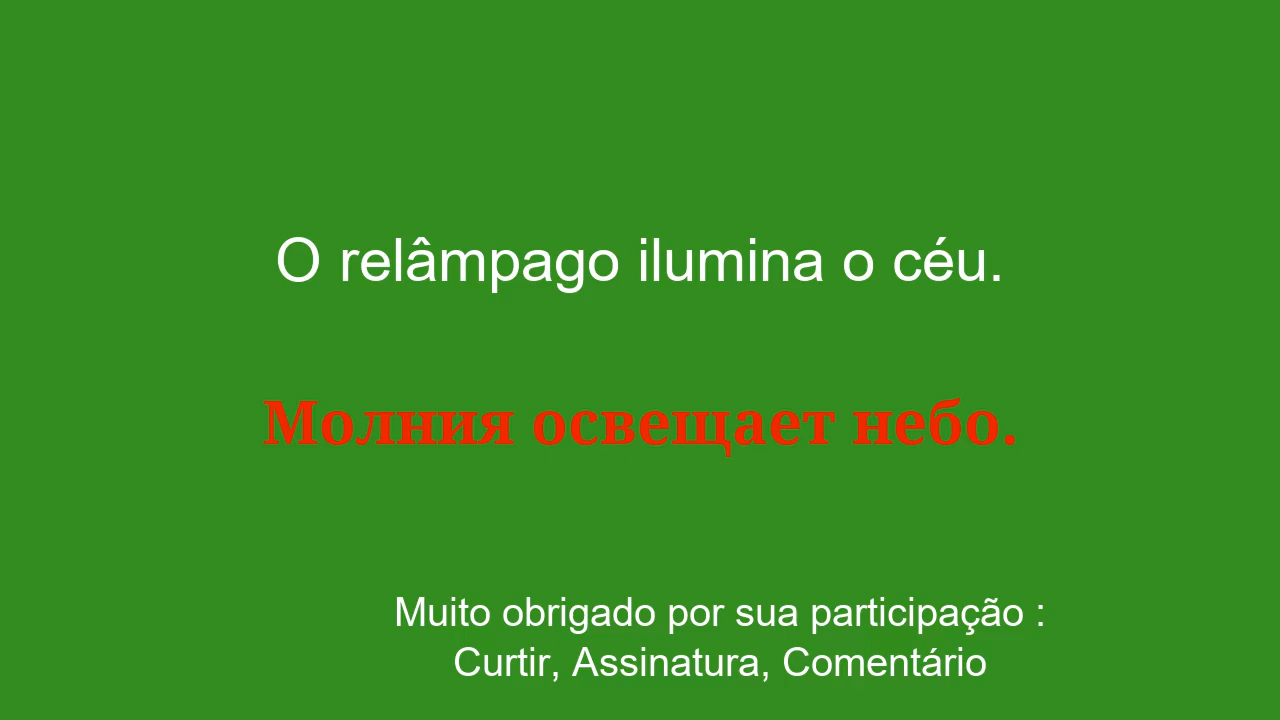 O relâmpago ilumina o céu.
Молния освещает небо.
Muito obrigado por sua participação :
Curtir, Assinatura, Comentário